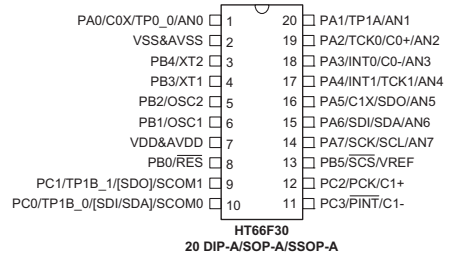 PA0/C0X/TP0_0/AN0 1 20 PA1/TP1A/AN1
VSS&AVSS 2 19 PA2/TCK0/C0+/AN2
PB4/XT2 3 18 PA3/INT0/C0-/AN3
PB3/XT1 4 17 PA4/INT1/TCK1/AN4
PB2/OSC2 5 16 PA5/C1X/SDO/AN5
PB1/OSC1 6 15 PA6/SDI/SDA/AN6
VDD&AVDD 7 14 PA7/SCK/SCL/AN7
PB0/RES 8 13 PB5/SCS/VREF
PC1/TP1B_1/[SDO]/SCOM1 9 12 PC2/PCK/C1+
PC0/TP1B_0/[SDI/SDA]/SCOM0 10 11 PC3/PINT/C1-
HT66F30
20 DIP-A/SOP-A/SSOP-A